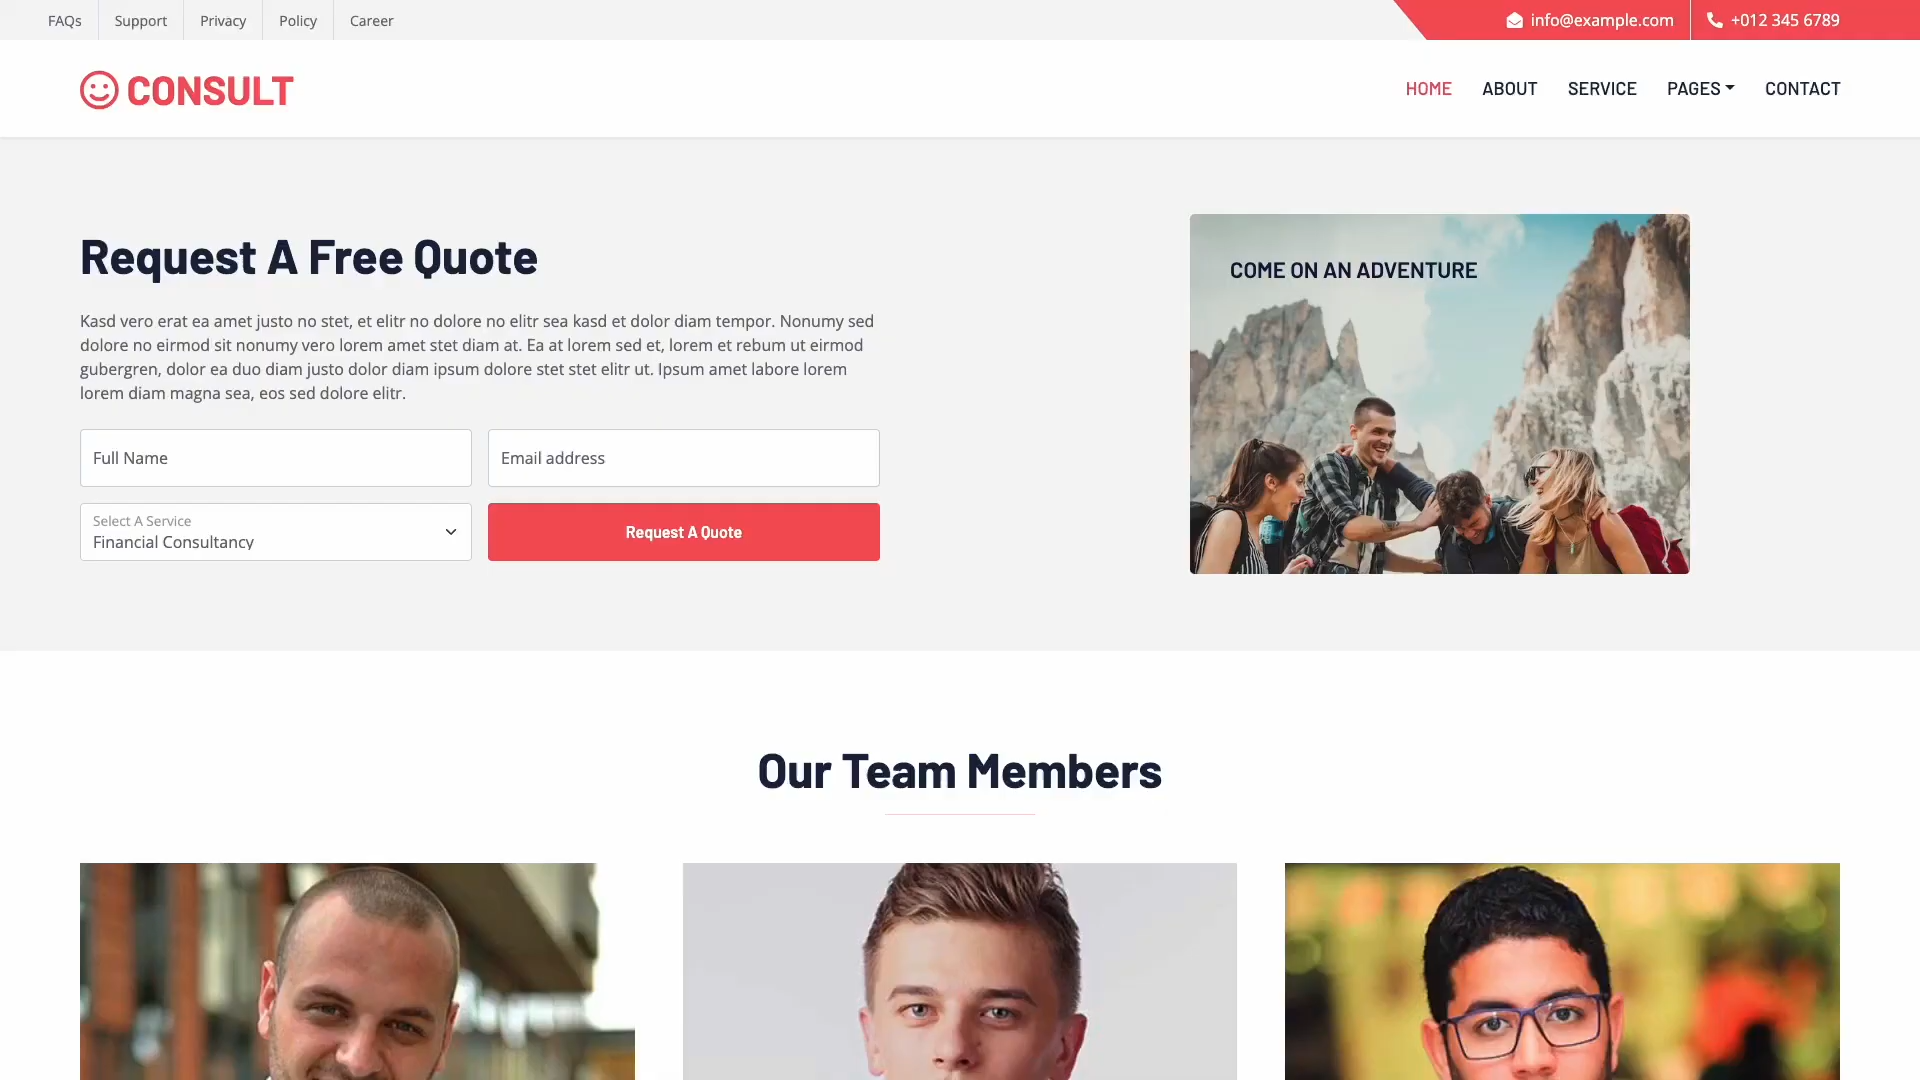 FAQs
Support
Privacy
Policy
Career
info@example.com
+012 345 6789
CONSULT
HOME
ABOUT
SERVICE
PAGES
CONTACT
Request A Free Quote
Kasd vero erat ea amet justo no stet, et elitr no dolore no elitr sea kasd et dolor diam tempor. Nonumy sed
dolore no eirmod sit nonumy vero lorem amet stet diam at. Ea at lorem sed et, lorem et rebum ut eirmod
gubergren, dolor ea duo diam justo dolor diam ipsum dolore stet stet elitr ut. Ipsum amet labore lorem
lorem diam magna sea, eos sed dolore elitr.
Full Name
Email address
Select A Service
Financial Consultancy
Request A Quote
COME ON AN ADVENTURE
Our Team Members